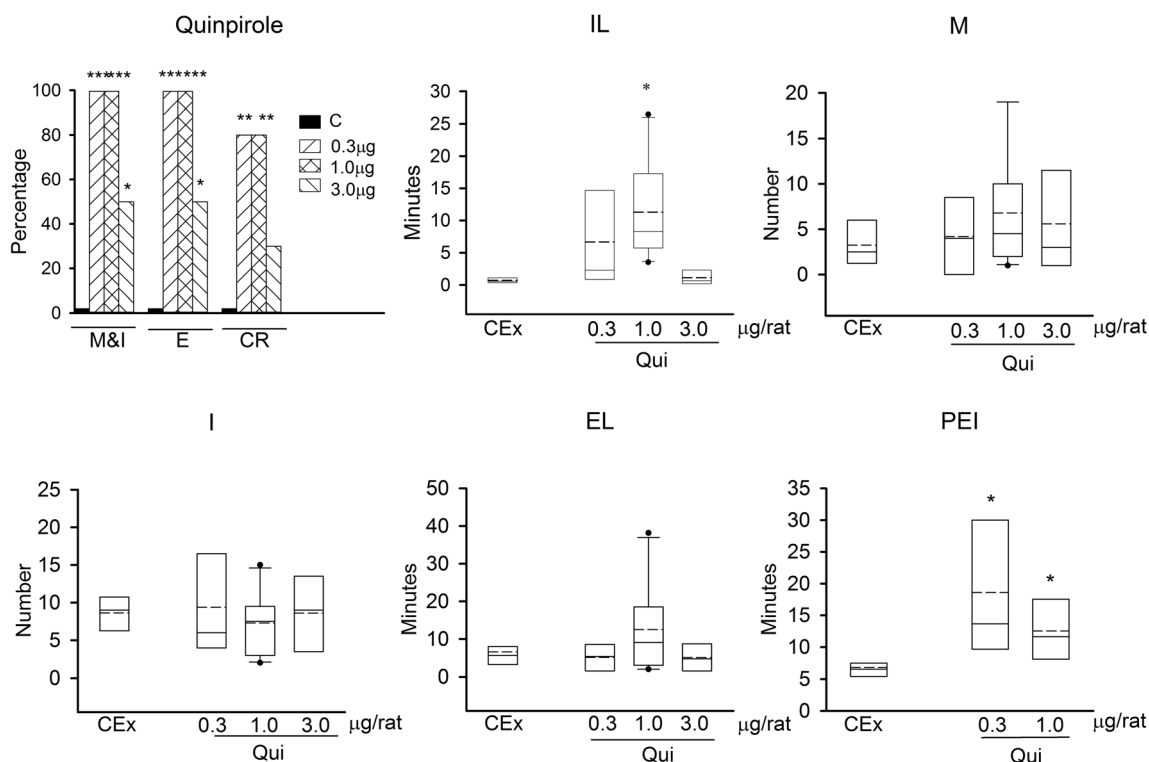 Quinpirole
Percentage
100
80
60
40
20
0
*** *** *
*** *** *
** **
M&I E CR
C
0.3μg
1.0μg
3.0μg
IL
Minutes
30
25
20
15
10
5
0
*
CEx 0.3 1.0 3.0 μg/rat
Qui
M
Number
20
15
10
5
0
CEx 0.3 1.0 3.0 μg/rat
Qui
I
Number
25
20
15
10
5
0
CEx 0.3 1.0 3.0 μg/rat
Qui
EL
Minutes
50
40
30
20
10
0
CEx 0.3 1.0 3.0 μg/rat
Qui
PEI
Minutes
35
30
25
20
15
10
5
0
* *
CEx 0.3 1.0 μg/rat
Qui